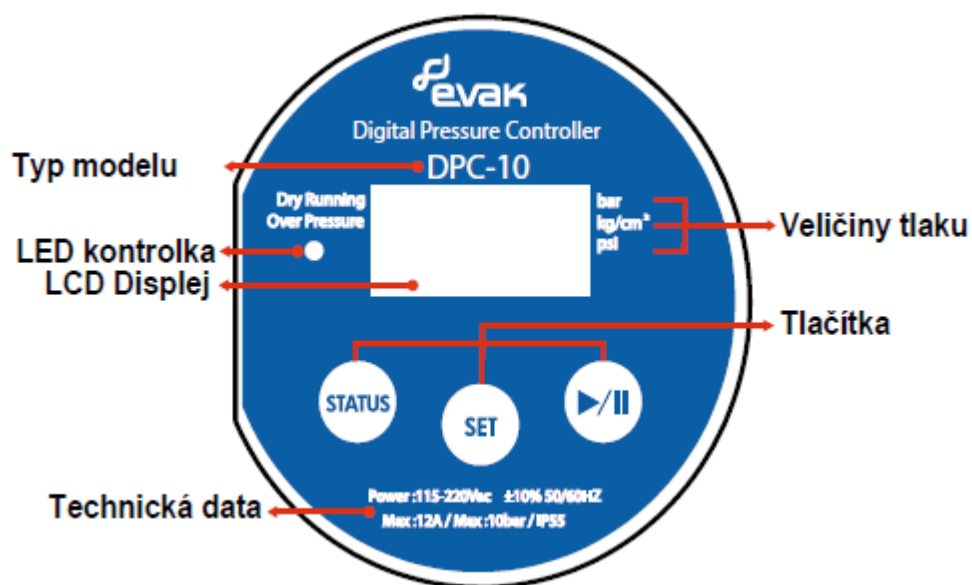 evak
Digital Pressure Controller
Typ modelu
DPC-10
Dry Running
Over Pressure
bar
kg/cm²
psi
Veličiny tlaku
LED kontrolka
LCD Displej
Tlačítka
STATUS
SET
▶/II
Technická data
Power :115-220Vac ±10% 50/60HZ
Max :12A / Max :10bar / IP55